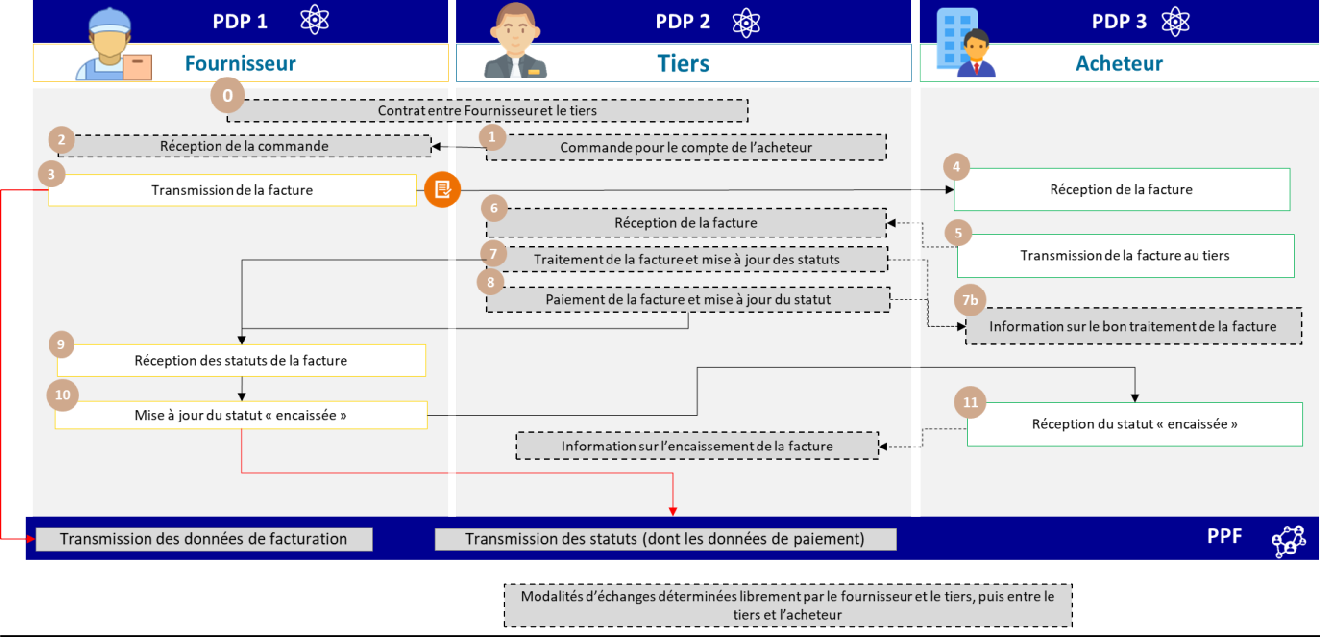 PDP 1
PDP 2
PDP 3
Fournisseur
Tiers
Acheteur
0
Contrat entre Fournisseur et le tiers
2
Réception de la commande
1
Commande pour le compte de l'acheteur
3
Transmission de la facture
4
Réception de la facture
6
Réception de la facture
5
Transmission de la facture au tiers
7
Traitement de la facture et mise à jour des statuts
8
Paiement de la facture et mise à jour du statut
7b
Information sur le bon traitement de la facture
9
Réception des statuts de la facture
10
Mise à jour du statut « encaissée »
11
Réception du statut « encaissée »
Information sur l'encaissement de la facture
Transmission des données de facturation
Transmission des statuts (dont les données de paiement)
PPF
Modalités d'échanges déterminées librement par le fournisseur et le tiers, puis entre le
tiers et l'acheteur